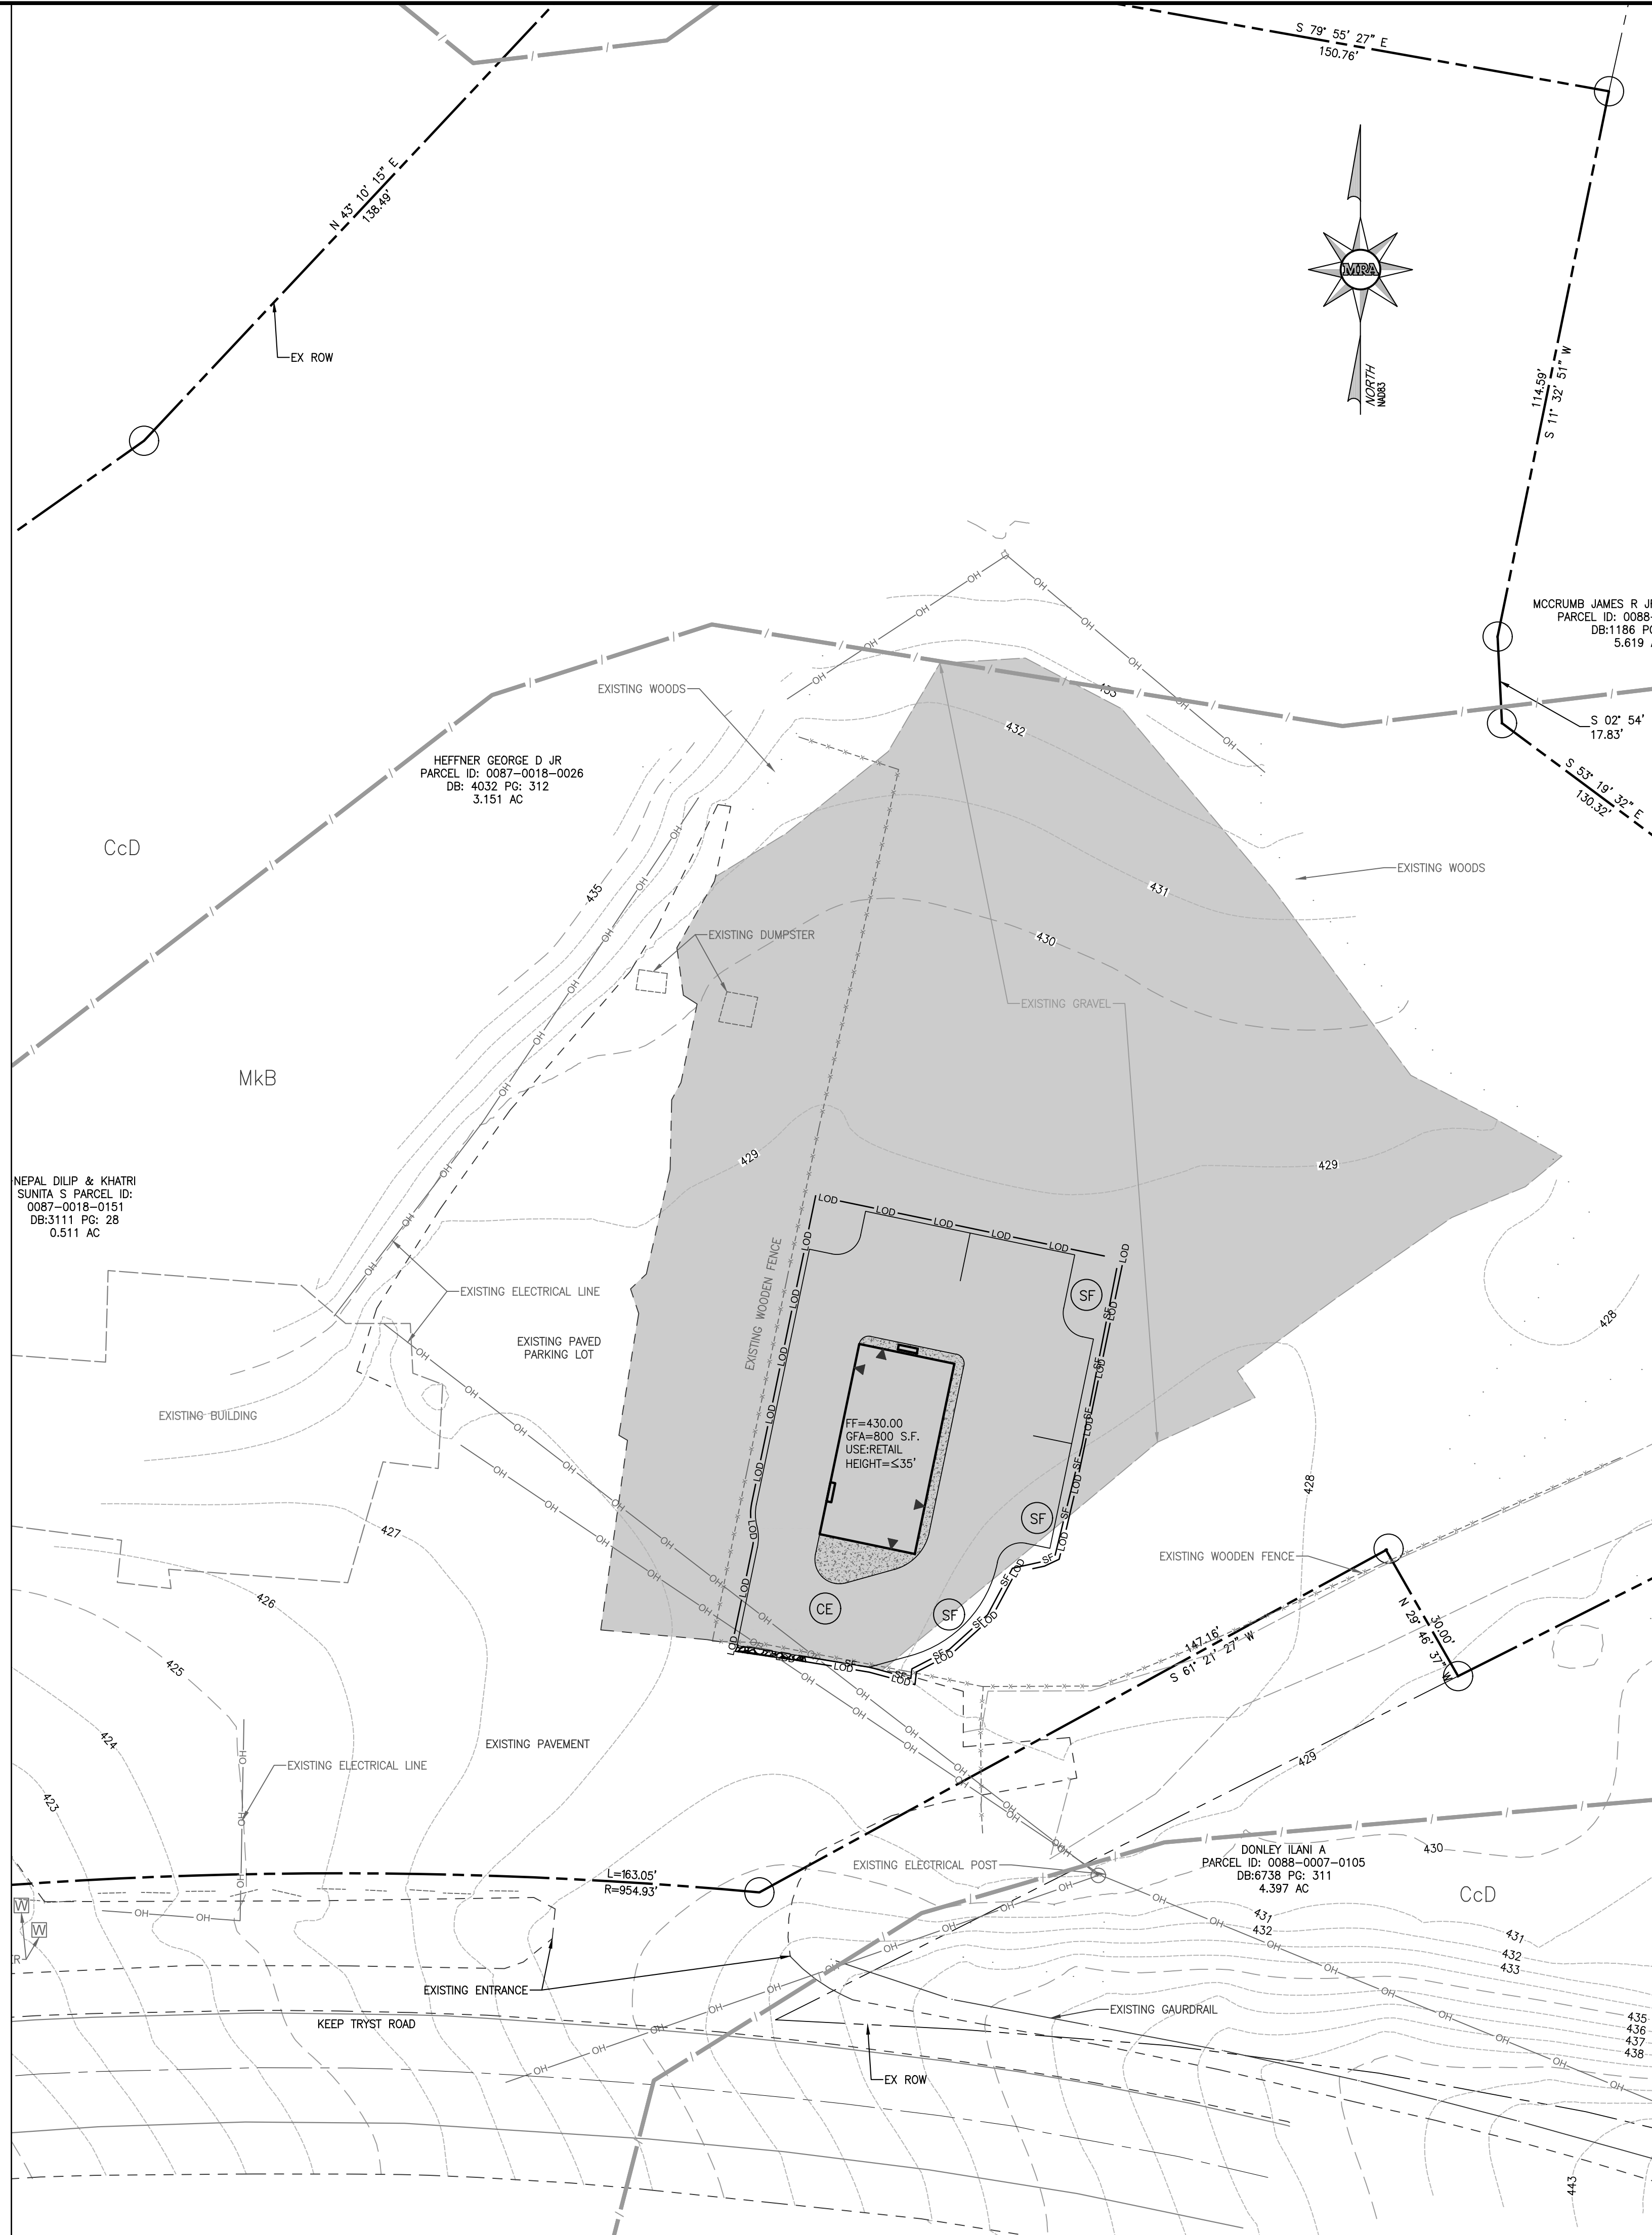 S 79° 55' 27" E
150.76'
N 43° 10' 15" E
138.49'
MRA
NORTH
NAD83
EX ROW
114.59'
S 11° 32' 51" W
MCCRUMB JAMES R
PARCEL ID: 0088-
DB:1186
5.619
EXISTING WOODS
432
S 02° 54'
17.83'
S 53° 19' 32" E
130.32'
HEFFNER GEORGE D JR
PARCEL ID: 0087-0018-0026
DB: 4032 PG: 312
3.151 AC
CcD
EXISTING WOODS
435
431
430
EXISTING DUMPSTER
EXISTING GRAVEL
MkB
429
429
NEPAL DILIP & KHATRI
SUNITA S PARCEL ID:
0087-0018-0151
DB:3111 PG: 28
0.511 AC
EXISTING ELECTRICAL LINE
EXISTING WOODEN FENCE
SF
428
EXISTING PAVED
PARKING LOT
EXISTING BUILDING
FF=430.00
GFA=800 S.F.
USE:RETAIL
HEIGHT=≤35'
428
427
SF
EXISTING WOODEN FENCE
426
CE
SF
N 29° 46' 37" W
30.00'
147.16'
S 61° 21' 27" W
425
424
423
EXISTING PAVEMENT
EXISTING ELECTRICAL LINE
429
L=163.05'
R=954.93'
EXISTING ELECTRICAL POST
DONLEY ILANI A
PARCEL ID: 0088-0007-0105
DB:6738 PG: 311
4.397 AC
430
CcD
W
W
431
432
431
432
433
EXISTING ENTRANCE
KEEP TRYST ROAD
EXISTING GAURDRAIL
EX ROW
435
436
437
438
443
OH
LOD
SF